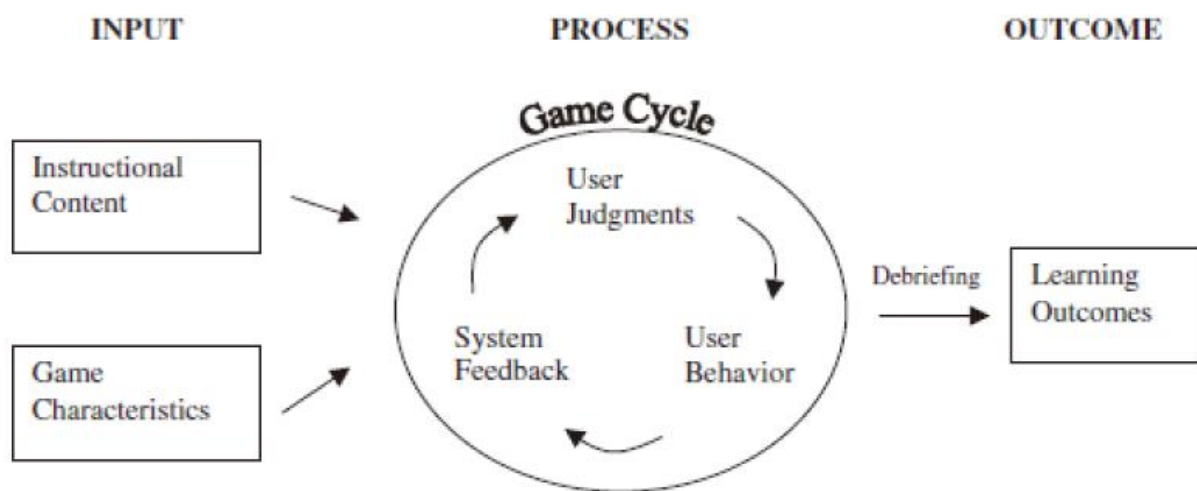 INPUT PROCESS OUTCOME
Game Cycle
Instructional
Content
User
Judgments
Debriefing
Learning
Outcomes
System
Feedback
User
Behavior
Game
Characteristics